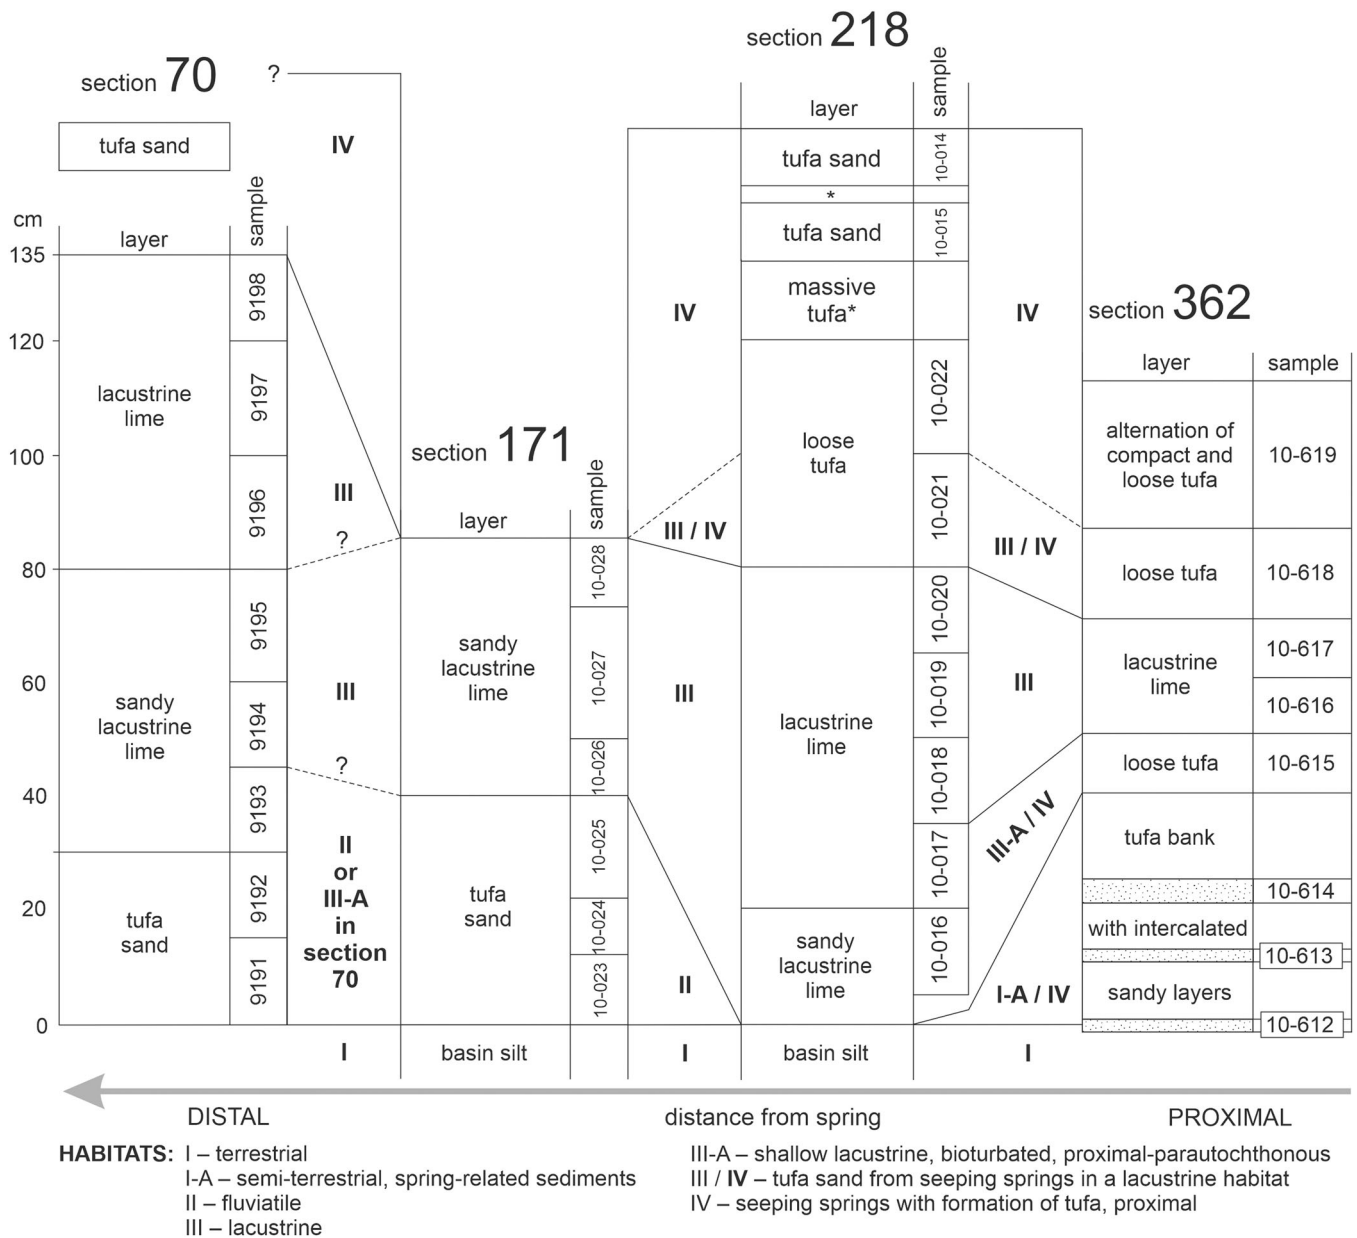 section 70
?
IV
tufa sand
cm
layer
sample
135
120
100
80
60
40
20
0
lacustrine
lime
sandy
lacustrine
lime
tufa
sand
9198
9197
9196
9195
9194
9193
9192
9191
III
?
III
?
II
or
III-A
in
section
70
I
section 171
layer
sample
sandy
lacustrine
lime
tufa
sand
basin silt
10-028
10-027
10-026
10-025
10-024
10-023
IV
III / IV
III
II
I
section 218
layer
sample
tufa sand
*
tufa sand
massive
tufa*
loose
tufa
lacustrine
lime
sandy
lacustrine
lime
basin silt
10-014
10-015
10-022
10-021
10-020
10-019
10-018
10-017
10-016
IV
III / IV
III
III-A / IV
I-A / IV
I
section 362
layer
sample
alternation of
compact and
loose tufa
10-619
loose tufa
10-618
lacustrine
lime
10-617
10-616
loose tufa
10-615
tufa bank
10-614
with intercalated
10-613
sandy layers
10-612
DISTAL
distance from spring
PROXIMAL
HABITATS: I – terrestrial
I-A – semi-terrestrial, spring-related sediments
II – fluviatile
III – lacustrine
III-A – shallow lacustrine, bioturbated, proximal-parautochthonous
III / IV – tufa sand from seeping springs in a lacustrine habitat
IV – seeping springs with formation of tufa, proximal